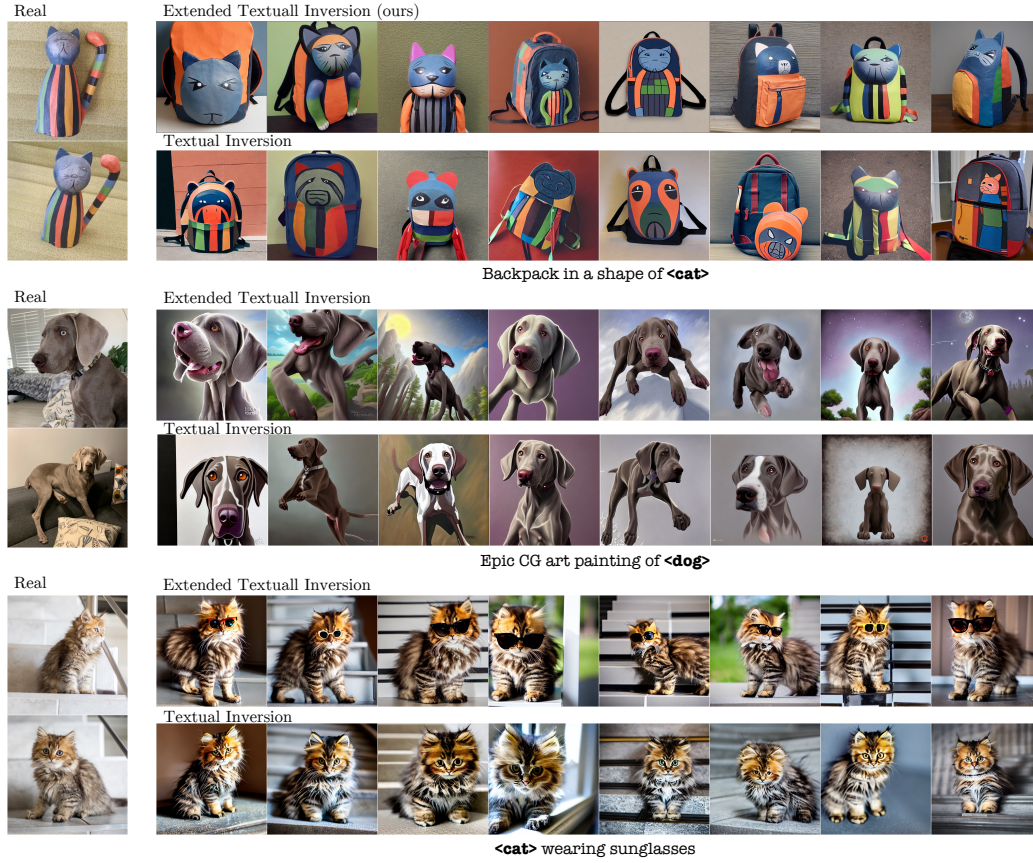 Real
Extended Textuall Inversion (ours)
Textual Inversion
Backpack in a shape of <cat>
Real
Extended Textuall Inversion
Textual Inversion
Epic CG art painting of <dog>
Real
Extended Textuall Inversion
Textual Inversion
<cat> wearing sunglasses